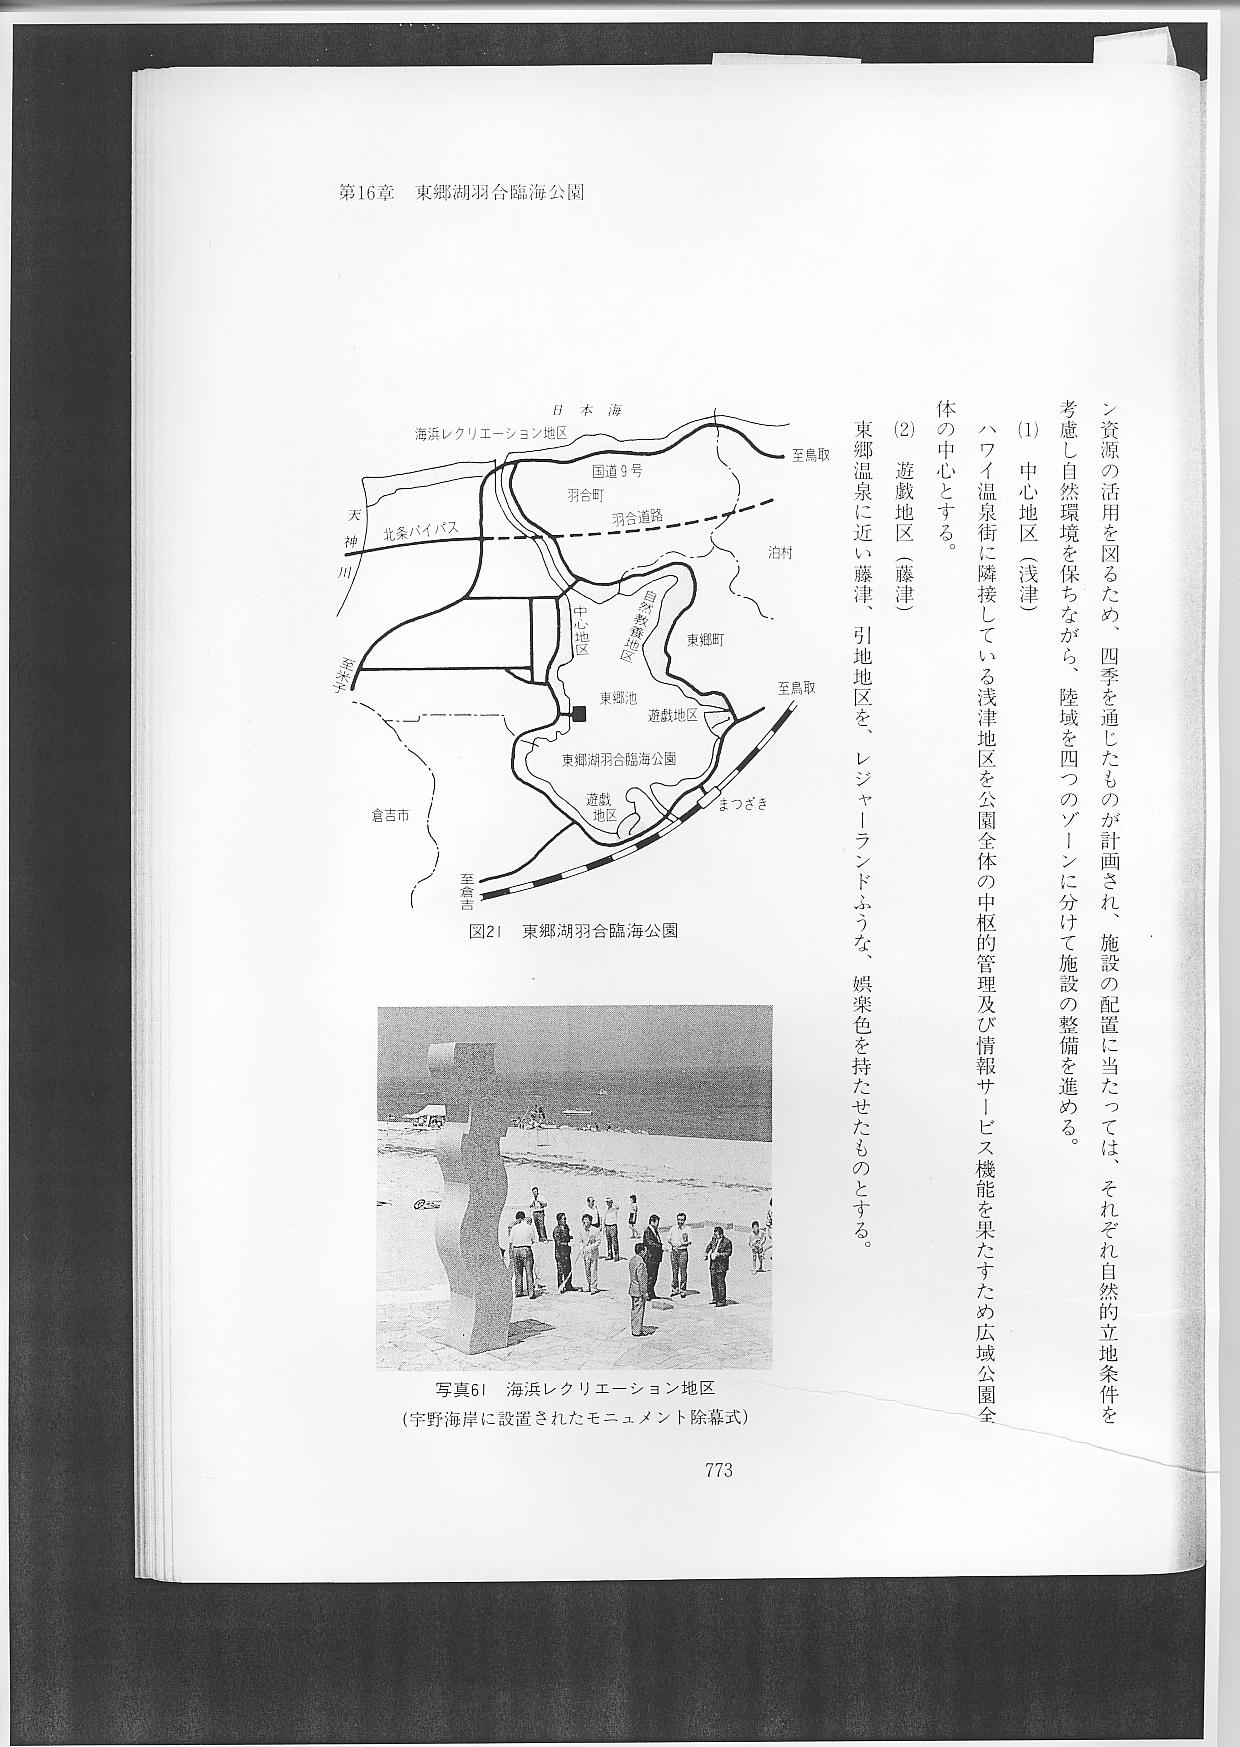 第16章　東郷湖羽合臨海公園
ン資源の活用を図るため、四季を通じたものが計画され、施設の配置に当たっては、それぞれ自然的立地条件を
考慮し自然環境を保ちながら、陸域を四つのゾーンに分けて施設の整備を進める。
(1)　中心地区（浅津）
ハワイ温泉街に隣接している浅津地区を公園全体の中枢的管理及び情報サービス機能を果たすため広域公園全
体の中心とする。
(2)　遊戯地区（藤津）
東郷温泉に近い藤津、引地地区を、レジャーランドふうな、娯楽色を持たせたものとする。
日本海
海浜レクリエーション地区
至鳥取
国道9号
羽合町
羽合道路
天神川
北条バイパス
泊村
自然教養地区
中心地区
東郷町
至米子
至鳥取
東郷池
遊戯地区
東郷湖羽合臨海公園
遊戯
地区
まつざき
倉吉市
至倉吉
図21　東郷湖羽合臨海公園
写真61　海浜レクリエーション地区
(宇野海岸に設置されたモニュメント除幕式)
773